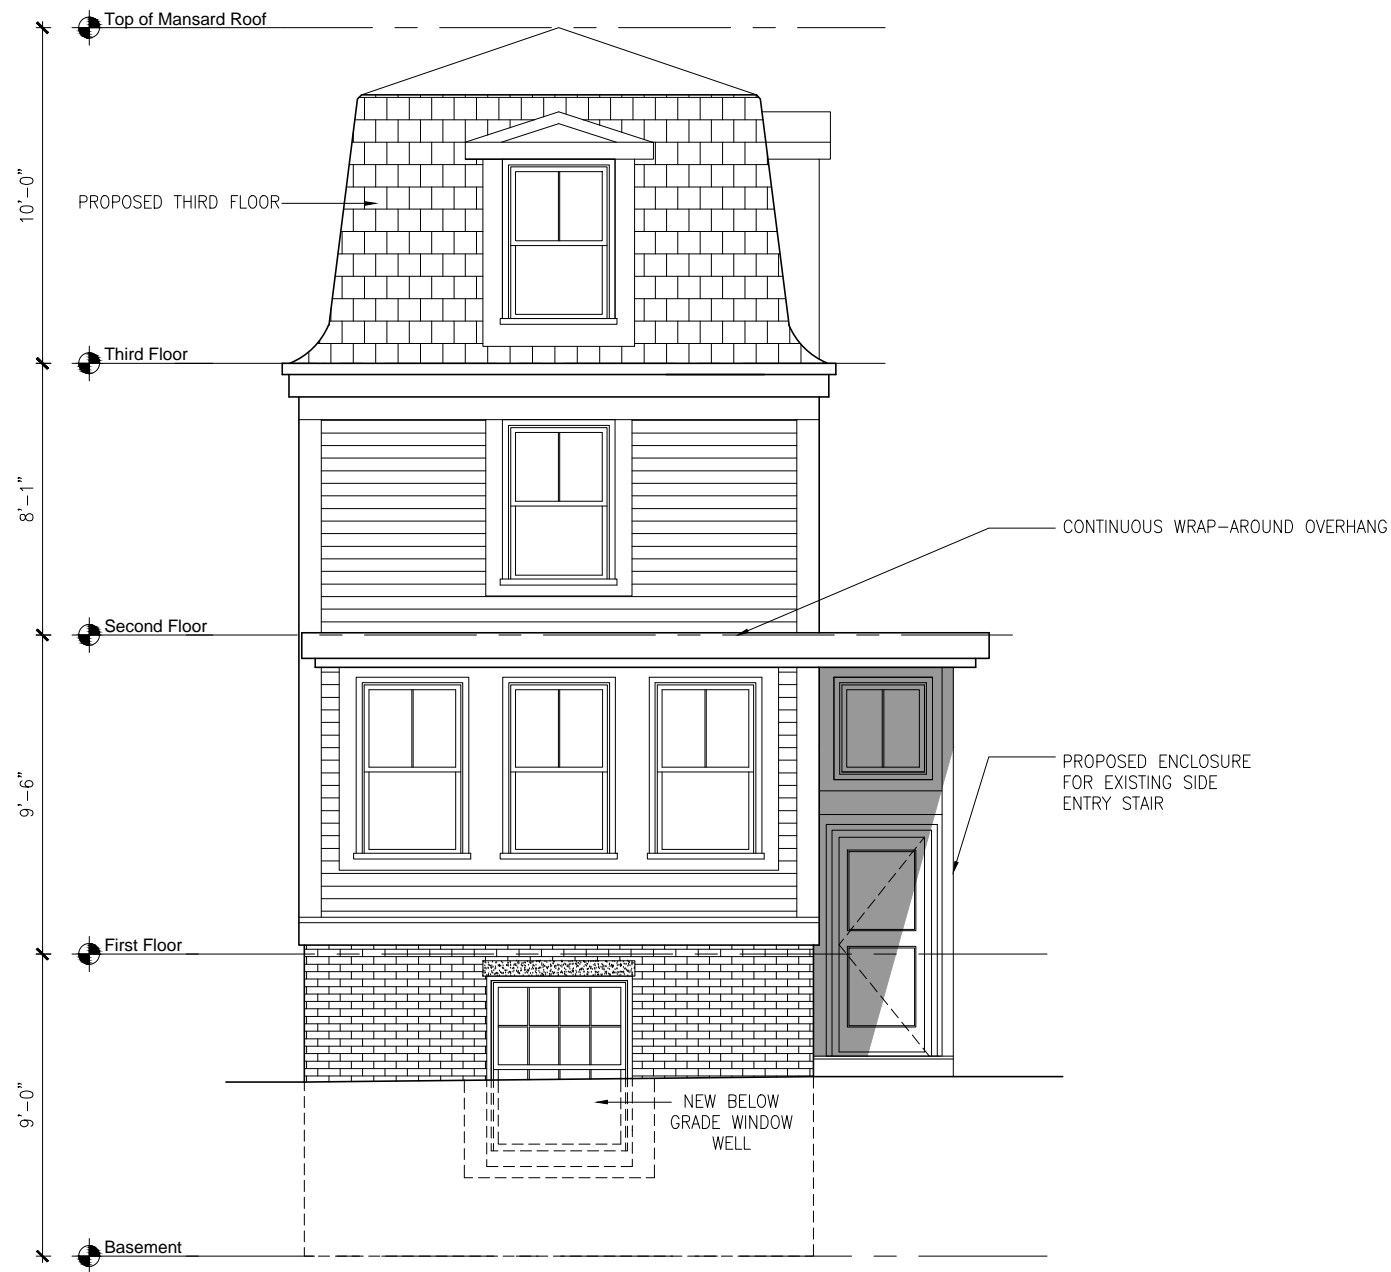 Top of Mansard Roof
10'-0"
PROPOSED THIRD FLOOR
Third Floor
8'-1"
CONTINUOUS WRAP-AROUND OVERHANG
Second Floor
9'-6"
PROPOSED ENCLOSURE
FOR EXISTING SIDE
ENTRY STAIR
First Floor
9'-0"
NEW BELOW
GRADE WINDOW
WELL
Basement